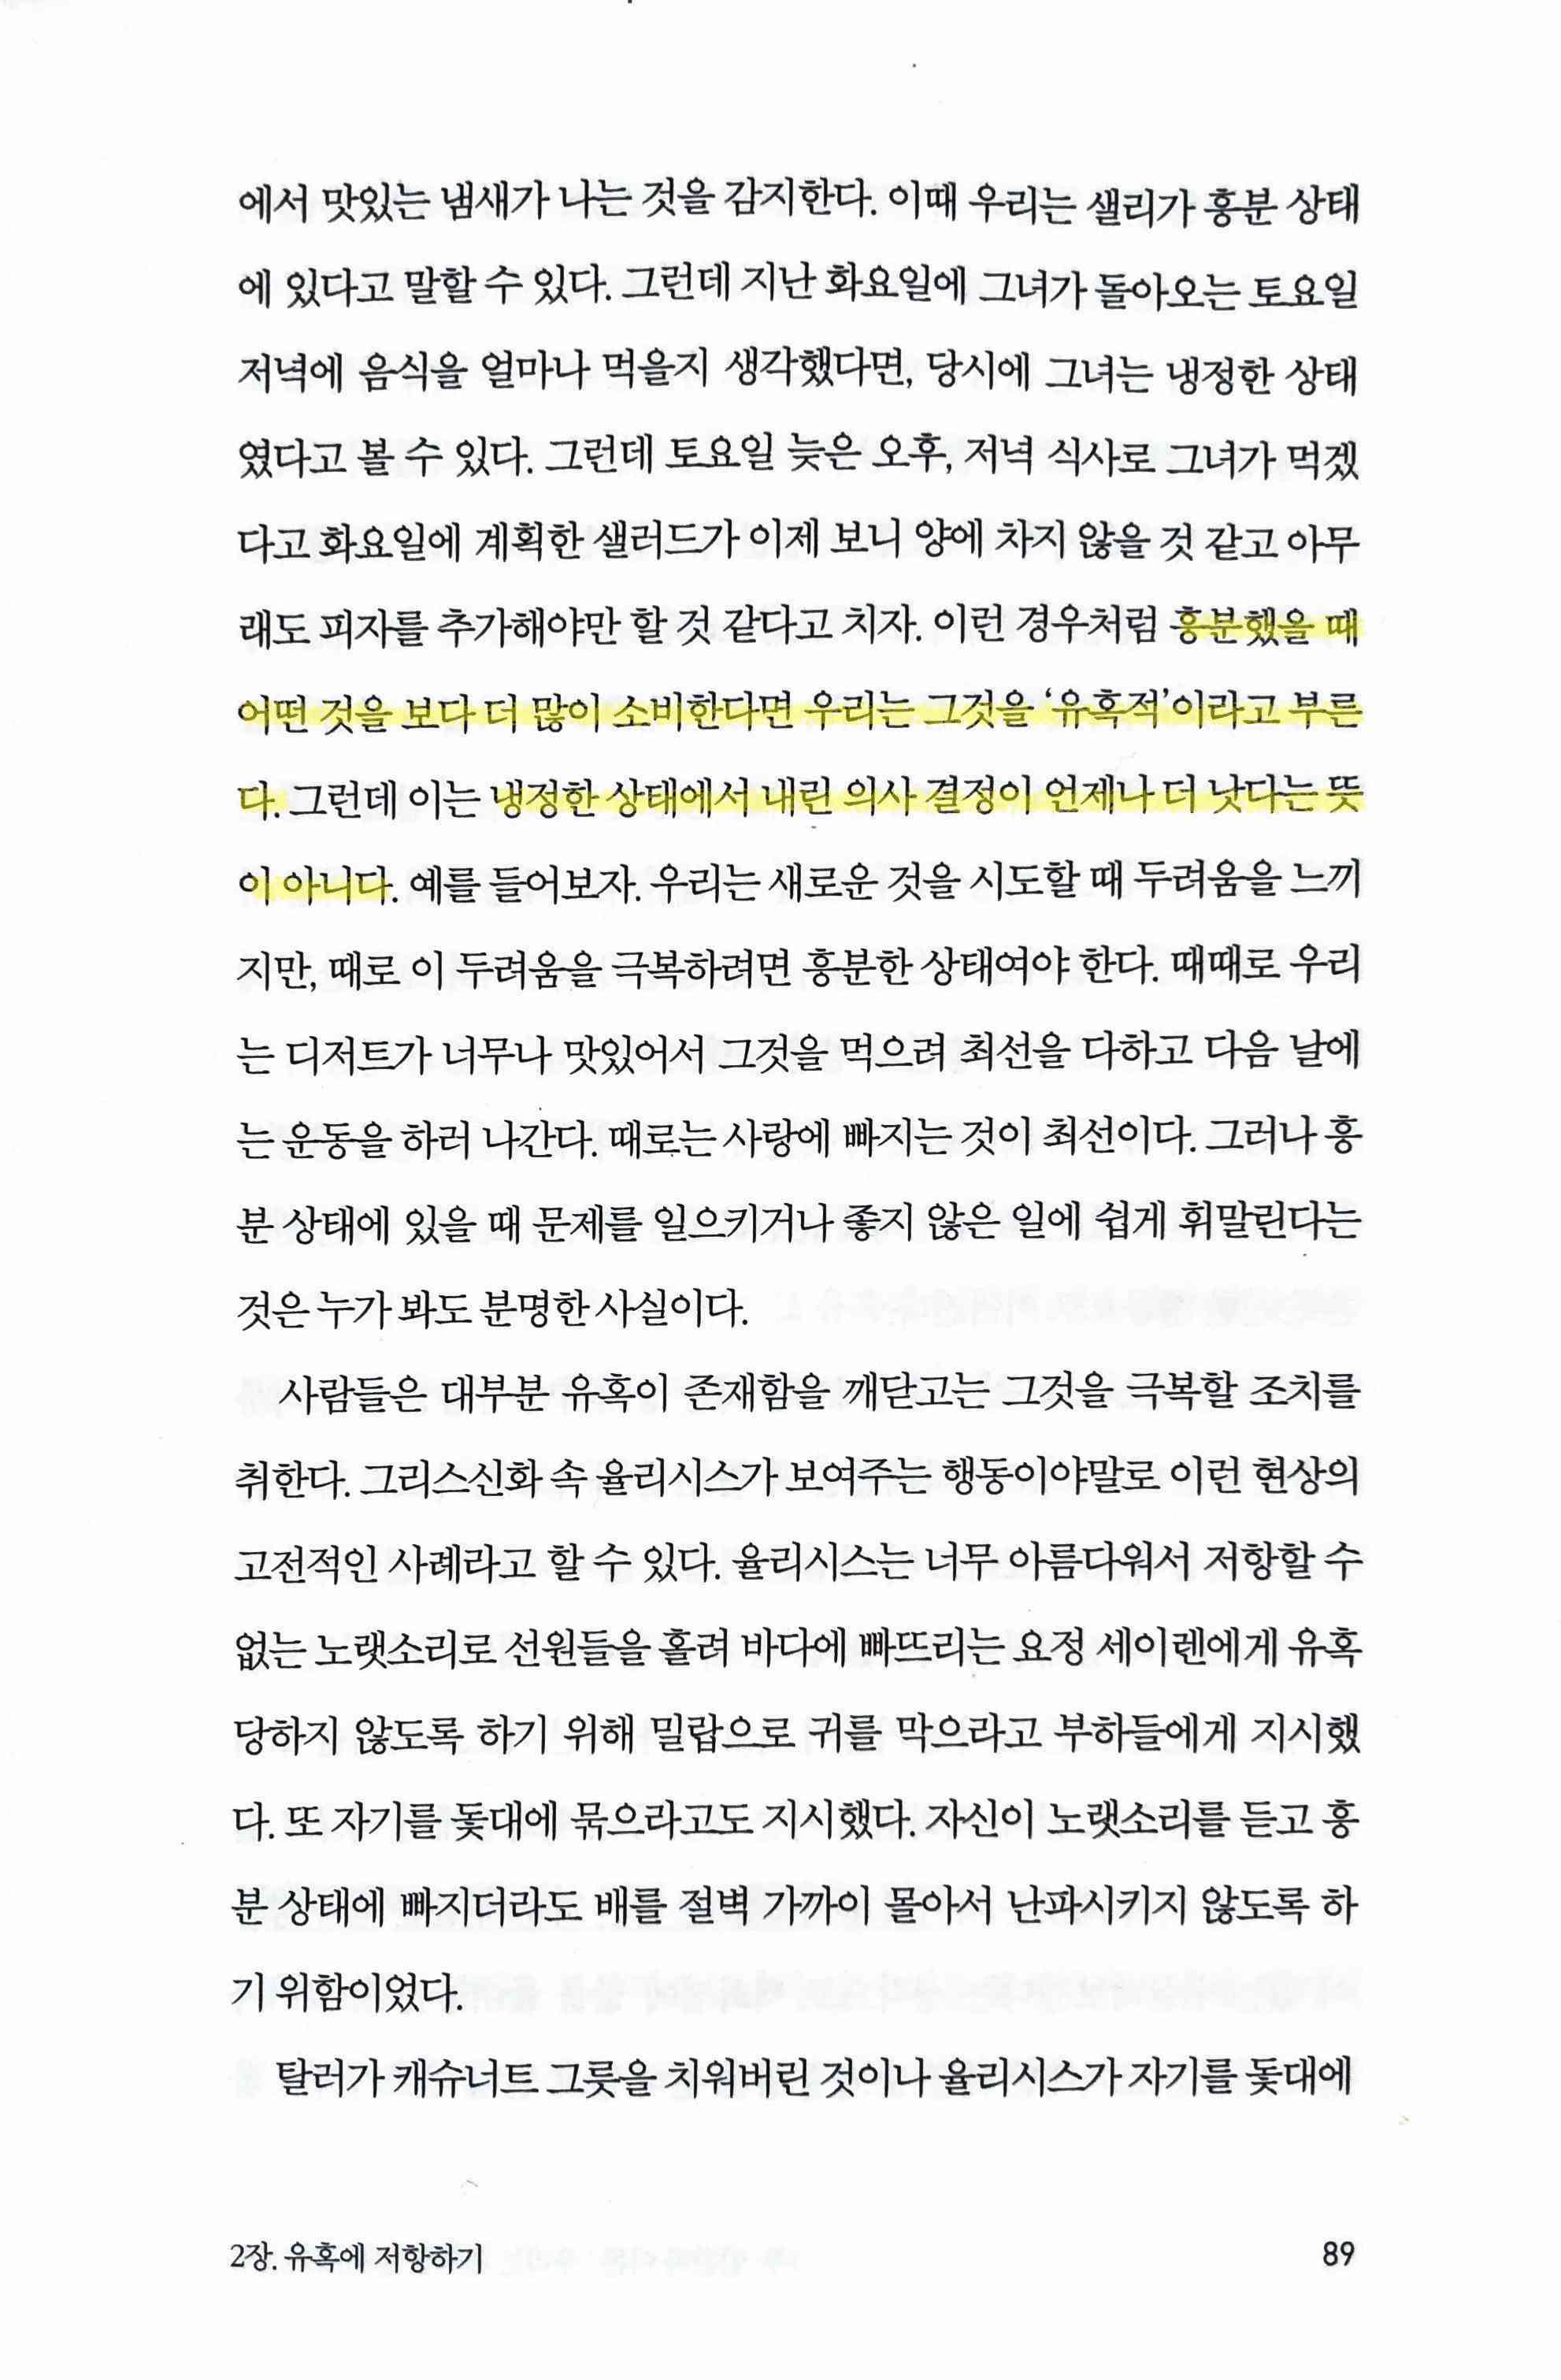 에서 맛있는 냄새가 나는 것을 감지한다. 이때 우리는 샐리가 흥분 상태
에 있다고 말할 수 있다. 그런데 지난 화요일에 그녀가 돌아오는 토요일
저녁에 음식을 얼마나 먹을지 생각했다면, 당시에 그녀는 냉정한 상태
였다고 볼 수 있다. 그런데 토요일 늦은 오후, 저녁 식사로 그녀가 먹겠
다고 화요일에 계획한 샐러드가 이제 보니 양에 차지 않을 것 같고 아무
래도 피자를 추가해야만 할 것 같다고 치자. 이런 경우처럼 흥분했을 때
어떤 것을 보다 더 많이 소비한다면 우리는 그것을 ‘유혹적’이라고 부른
다. 그런데 이는 냉정한 상태에서 내린 의사 결정이 언제나 더 낫다는 뜻
이 아니다. 예를 들어보자. 우리는 새로운 것을 시도할 때 두려움을 느끼
지만, 때로 이 두려움을 극복하려면 흥분한 상태여야 한다. 때때로 우리
는 디저트가 너무나 맛있어서 그것을 먹으려 최선을 다하고 다음 날에
는 운동을 하러 나간다. 때로는 사랑에 빠지는 것이 최선이다. 그러나 흥
분 상태에 있을 때 문제를 일으키거나 좋지 않은 일에 쉽게 휘말린다는
것은 누가 봐도 분명한 사실이다.
사람들은 대부분 유혹이 존재함을 깨닫고는 그것을 극복할 조치를
취한다. 그리스신화 속 율리시스가 보여주는 행동이야말로 이런 현상의
고전적인 사례라고 할 수 있다. 율리시스는 너무 아름다워서 저항할 수
없는 노랫소리로 선원들을 홀려 바다에 빠뜨리는 요정 세이렌에게 유혹
당하지 않도록 하기 위해 밀랍으로 귀를 막으라고 부하들에게 지시했
다. 또 자기를 돛대에 묶으라고도 지시했다. 자신이 노랫소리를 듣고 흥
분 상태에 빠지더라도 배를 절벽 가까이 몰아서 난파시키지 않도록 하
기 위함이었다.
탈러가 캐슈너트 그릇을 치워버린 것이나 율리시스가 자기를 돛대에
2장. 유혹에 저항하기
89